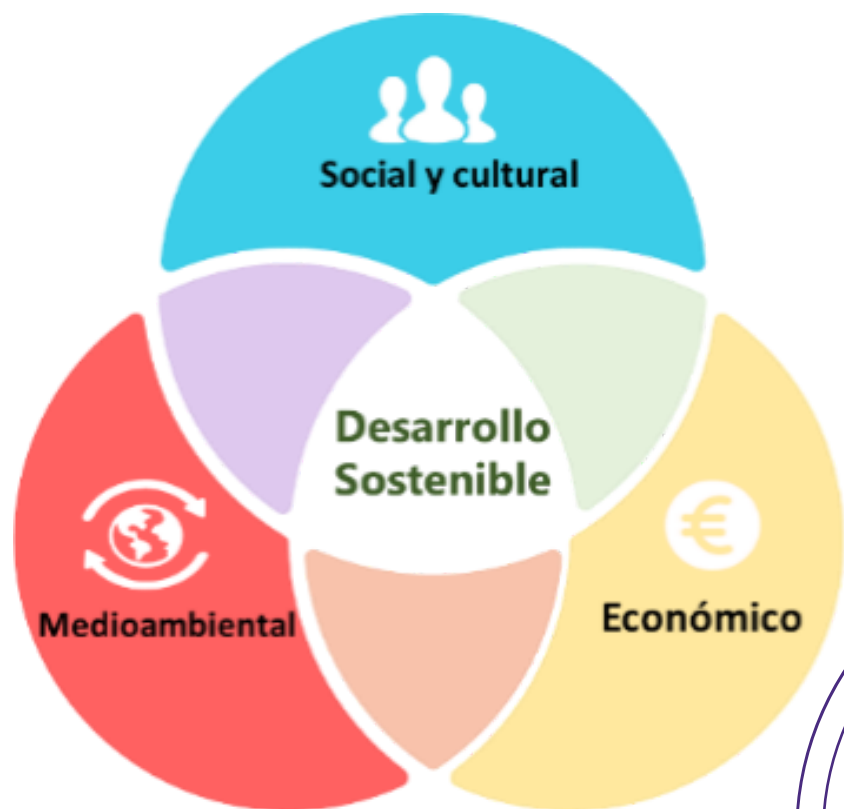 Social y cultural
Desarrollo
Sostenible
Medioambiental
Económico